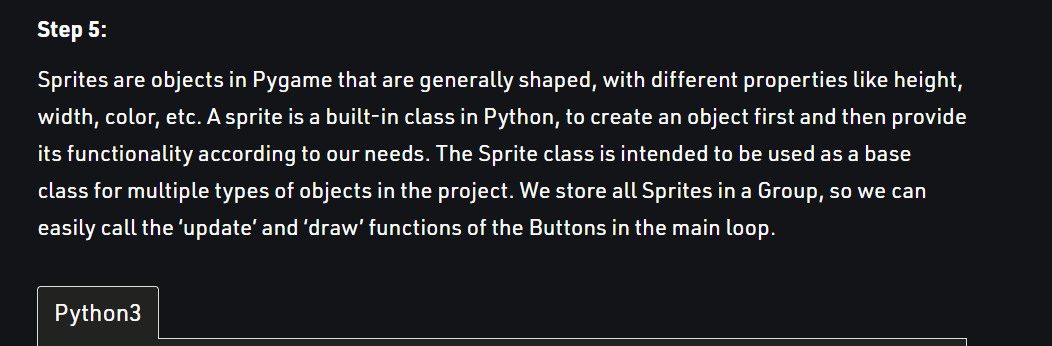 Step 5:
Sprites are objects in Pygame that are generally shaped, with different properties like height,
width, color, etc. A sprite is a built-in class in Python, to create an object first and then provide
its functionality according to our needs. The Sprite class is intended to be used as a base
class for multiple types of objects in the project. We store all Sprites in a Group, so we can
easily call the ‘update’ and ‘draw’ functions of the Buttons in the main loop.
Python3